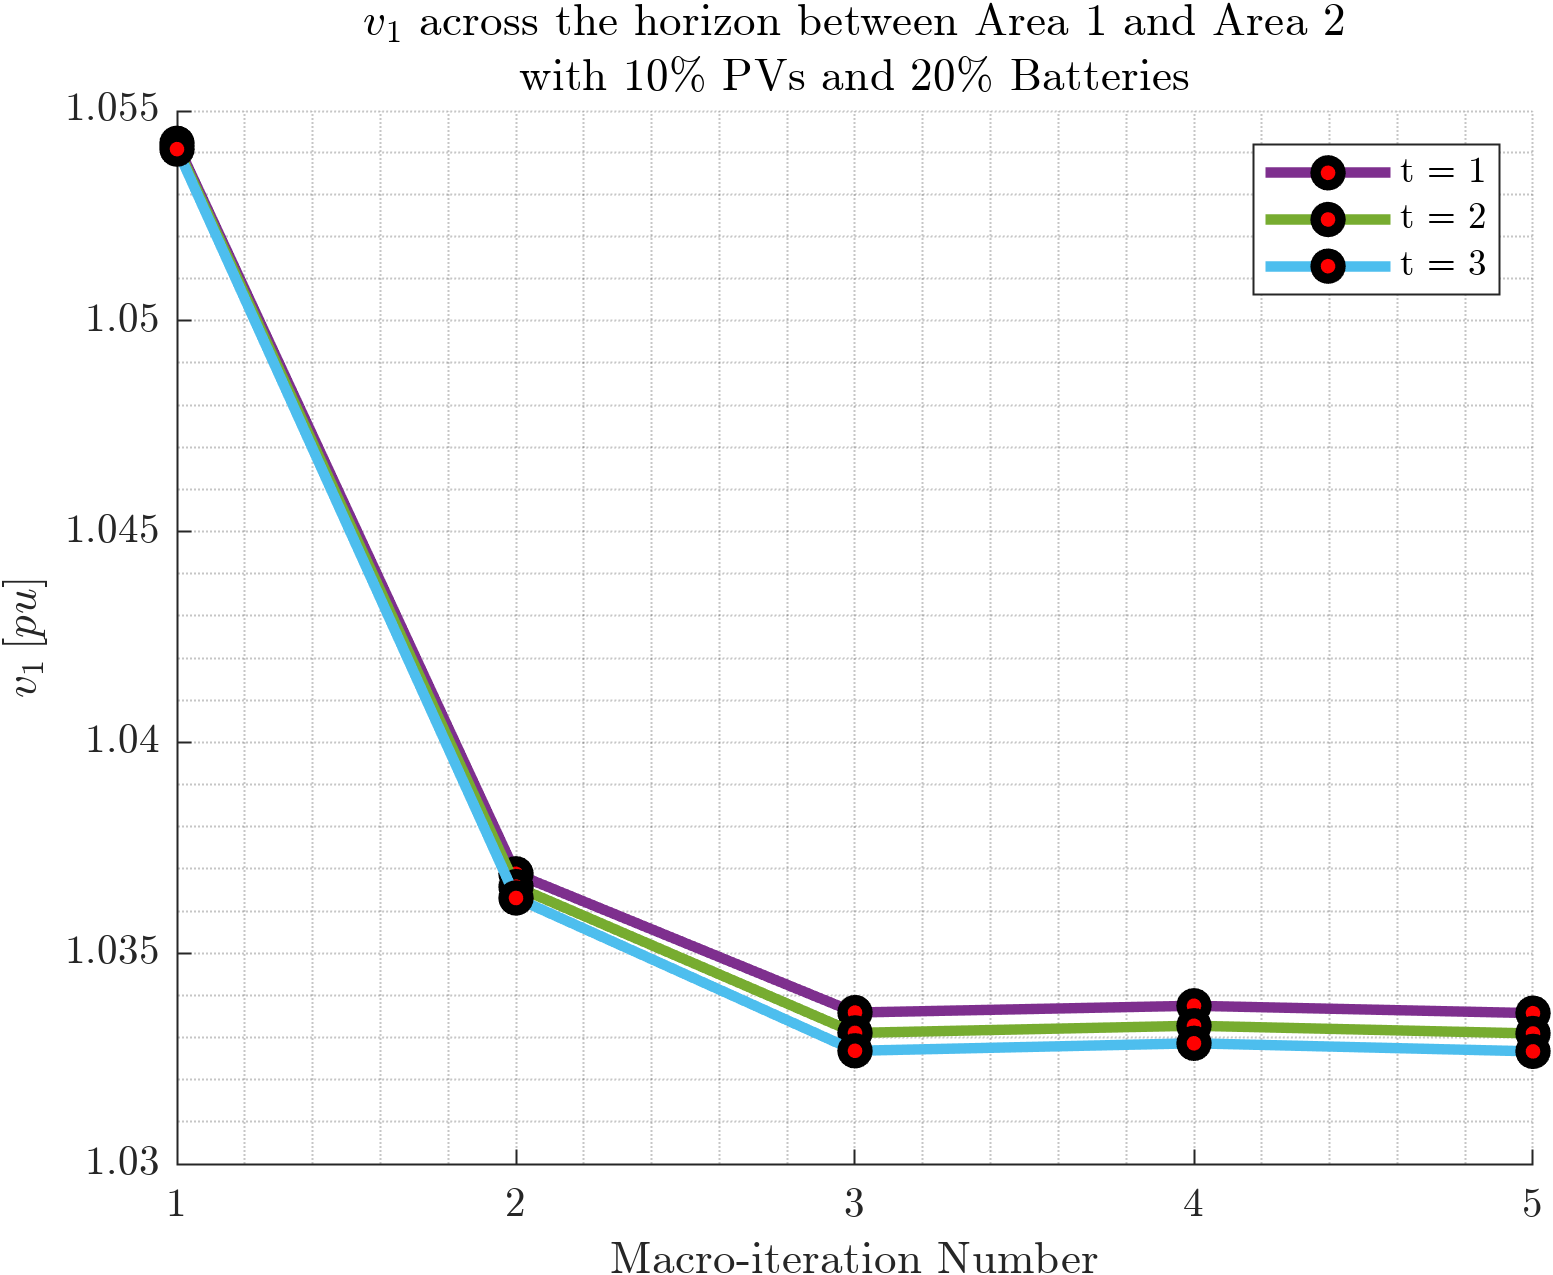 v₁ across the horizon between Area 1 and Area 2
with 10% PVs and 20% Batteries
1.055
1.05
1.045
1.04
1.035
1.03
v₁ [pu]
t = 1
t = 2
t = 3
1 2 3 4 5
Macro-iteration Number